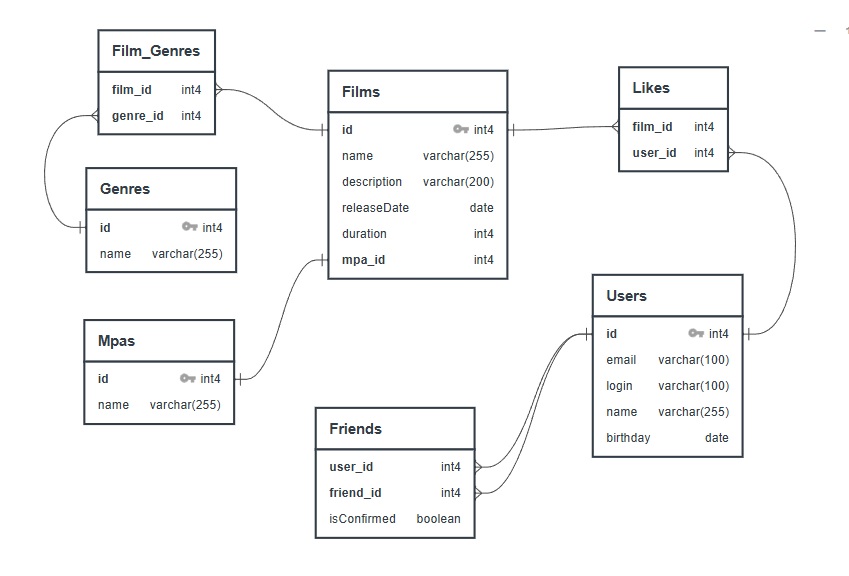 Film_Genres
film_id int4
genre_id int4
Genres
id int4
name varchar(255)
Mpas
id int4
name varchar(255)
Films
id int4
name varchar(255)
description varchar(200)
releaseDate date
duration int4
mpa_id int4
Friends
user_id int4
friend_id int4
isConfirmed boolean
Likes
film_id int4
user_id int4
Users
id int4
email varchar(100)
login varchar(100)
name varchar(255)
birthday date